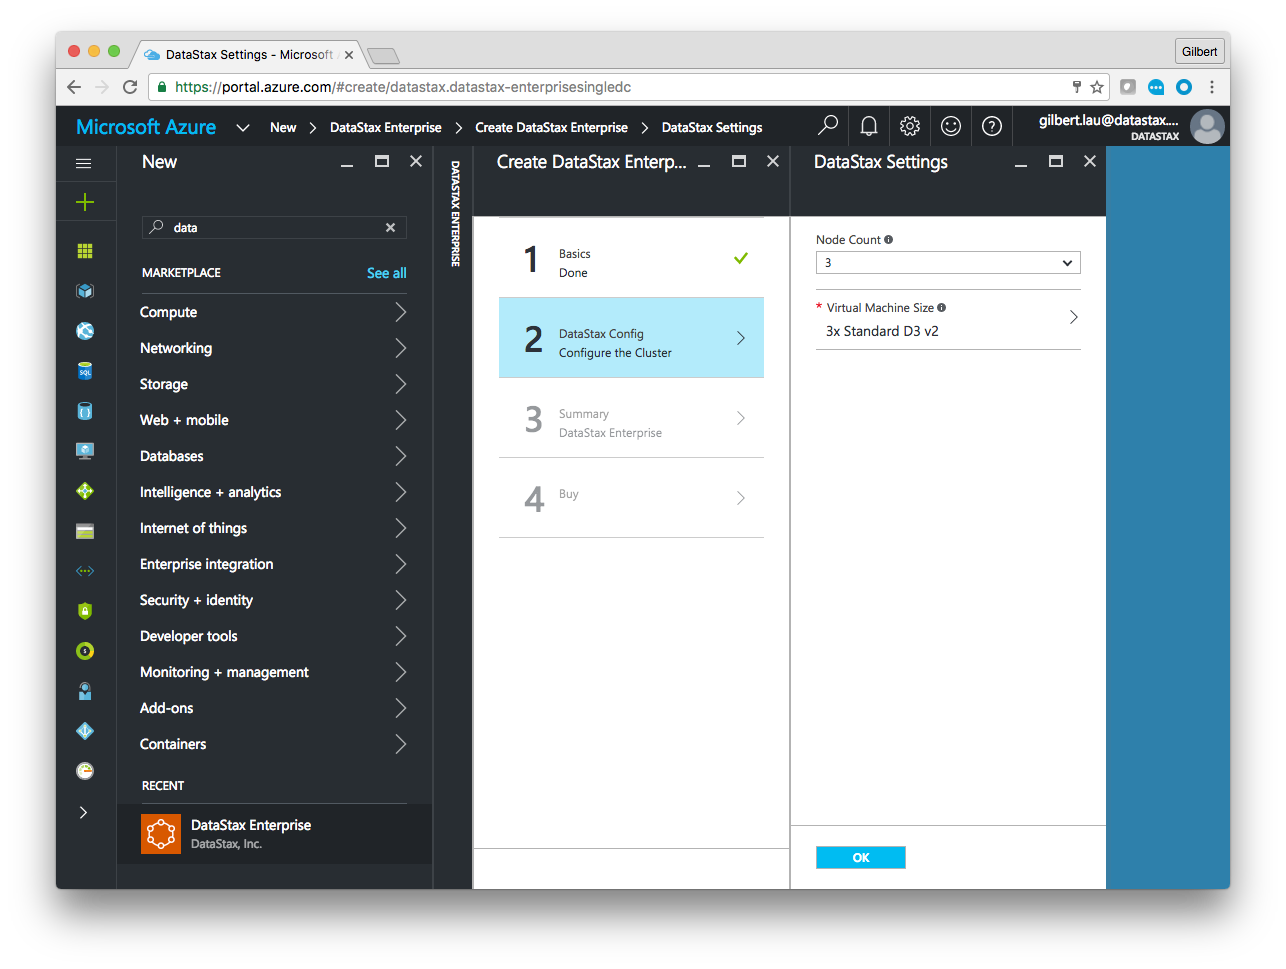 DataStax Settings - Microsoft
Gilbert
https://portal.azure.com/#create/datastax.datastax-enterprisesingledc
Microsoft Azure
New
DataStax Enterprise
Create DataStax Enterprise
DataStax Settings
gilbert.lau@datastax....
DATASTAX
New
data
MARKETPLACE
See all
Compute
Networking
Storage
Web + mobile
Databases
Intelligence + analytics
Internet of things
Enterprise integration
Security + identity
Developer tools
Monitoring + management
Add-ons
Containers
RECENT
DataStax Enterprise
DataStax, Inc.
DATASTAX ENTERPRISE
Create DataStax Enterp...
1
Basics
Done
2
DataStax Config
Configure the Cluster
3
Summary
DataStax Enterprise
4
Buy
DataStax Settings
Node Count
3
* Virtual Machine Size
3x Standard D3 v2
OK